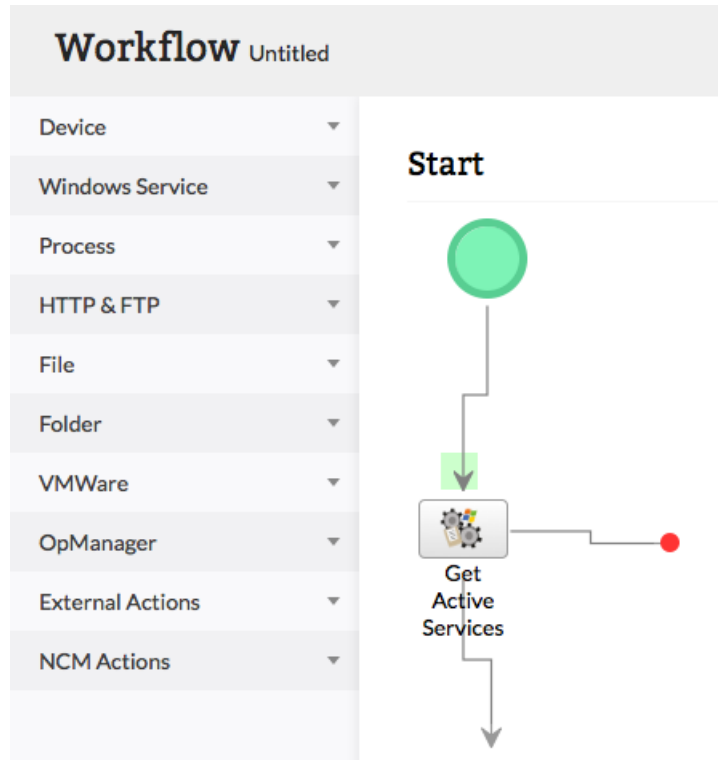 Workflow Untitled
Device
Windows Service
Process
HTTP & FTP
File
Folder
VMWare
OpManager
External Actions
NCM Actions
Start
Get
Active
Services